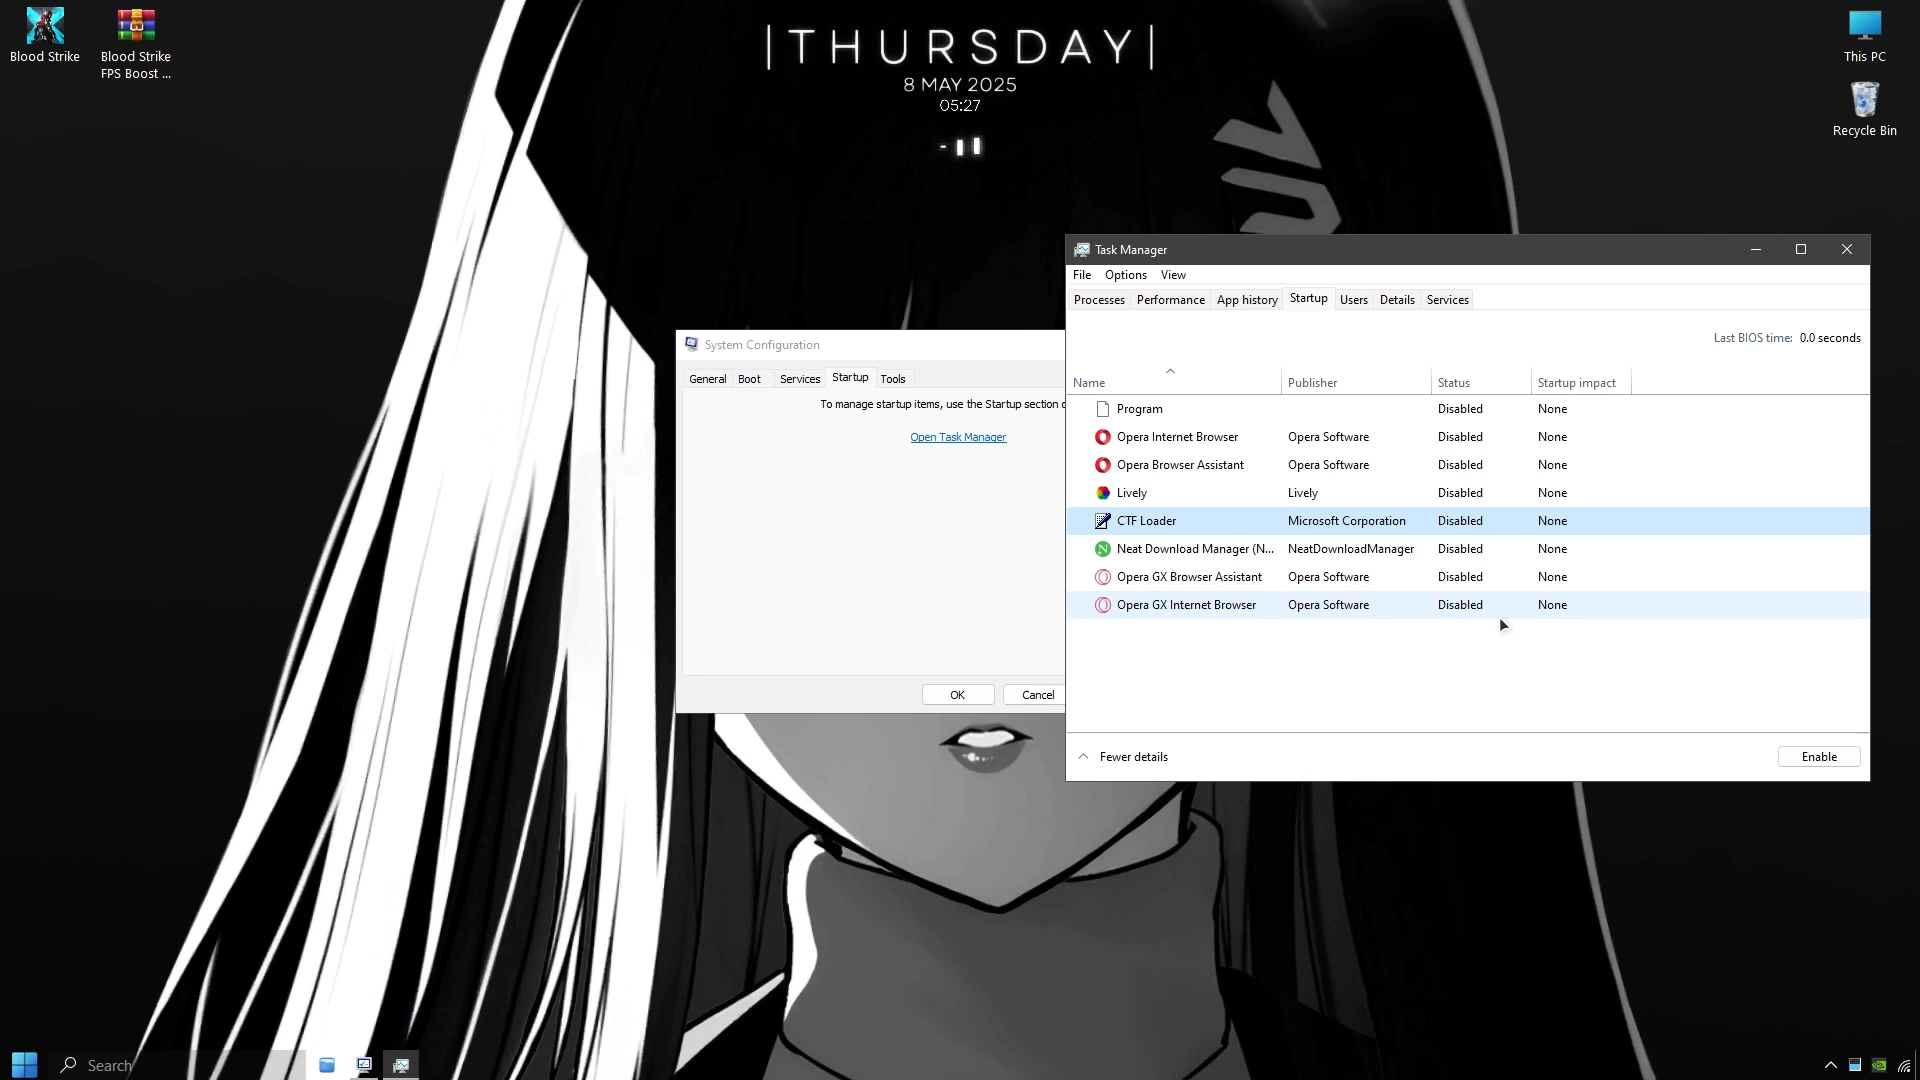 Blood Strike
Blood Strike
FPS Boost ...
|THURSDAY|
8 MAY 2025
05:27
This PC
Recycle Bin
Task Manager
File Options View
Processes Performance App history Startup Users Details Services
Last BIOS time: 0.0 seconds
Name Publisher Status Startup impact
Program Disabled None
Opera Internet Browser Opera Software Disabled None
Opera Browser Assistant Opera Software Disabled None
Lively Lively Disabled None
CTF Loader Microsoft Corporation Disabled None
Neat Download Manager (N... NeatDownloadManager Disabled None
Opera GX Browser Assistant Opera Software Disabled None
Opera GX Internet Browser Opera Software Disabled None
Fewer details
Enable
System Configuration
General Boot Services Startup Tools
To manage startup items, use the Startup section
Open Task Manager
OK Cancel
Search